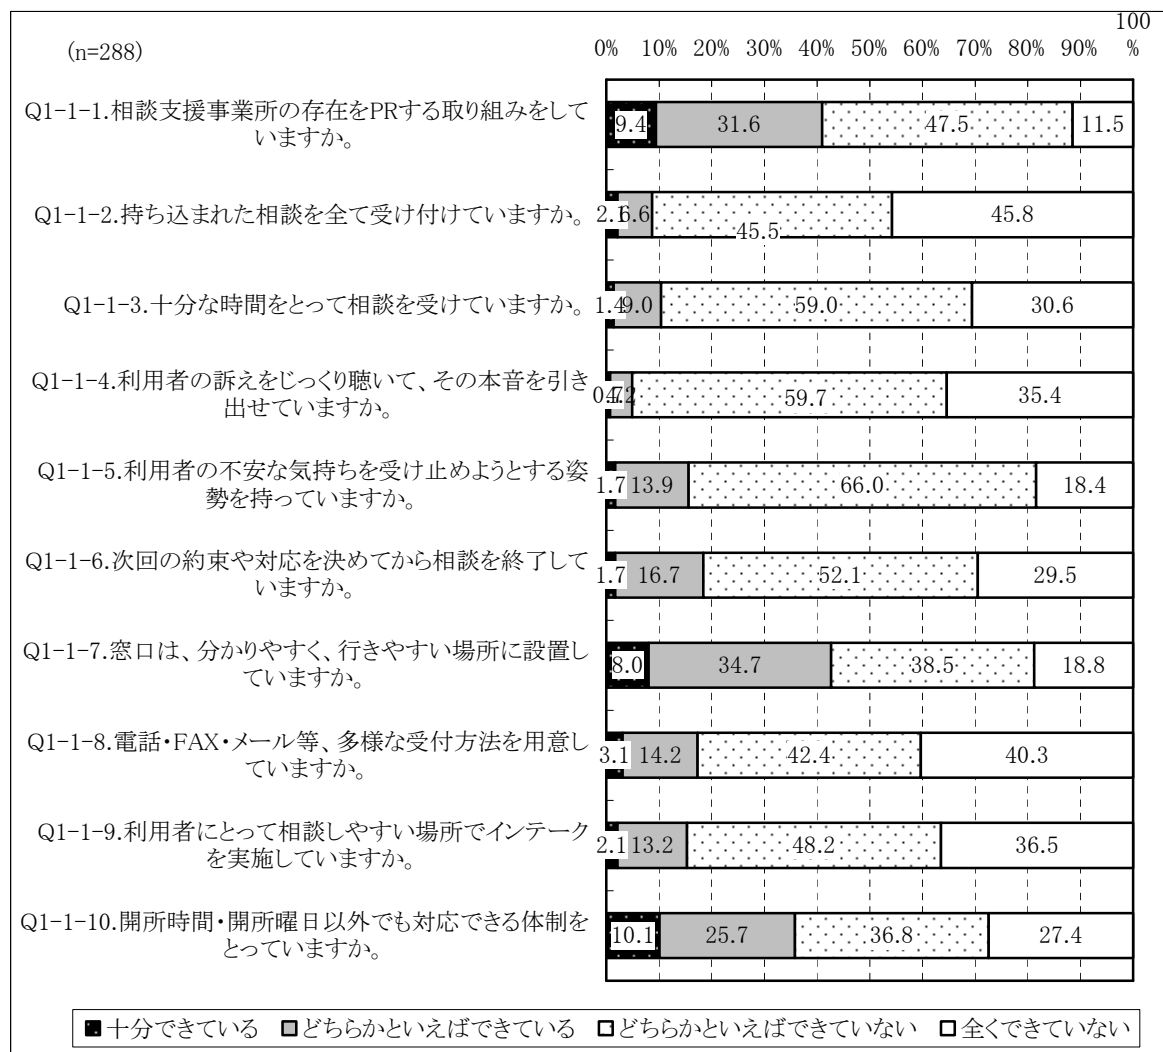 (n=288)
0% 10% 20% 30% 40% 50% 60% 70% 80% 90% 100
%
Q1-1-1.相談支援事業所の存在をPRする取り組みをして
いますか。
9.4 31.6 47.5 11.5
Q1-1-2.持ち込まれた相談を全て受け付けていますか。
2.1 6.6 45.5 45.8
Q1-1-3.十分な時間をとって相談を受けていますか。
1.4 9.0 59.0 30.6
Q1-1-4.利用者の訴えをじっくり聴いて、その本音を引き
出せていますか。
0.7 4.2 59.7 35.4
Q1-1-5.利用者の不安な気持ちを受け止めようとする姿
勢を持っていますか。
1.7 13.9 66.0 18.4
Q1-1-6.次回の約束や対応を決めてから相談を終了して
いますか。
1.7 16.7 52.1 29.5
Q1-1-7.窓口は、分かりやすく、行きやすい場所に設置し
ていますか。
8.0 34.7 38.5 18.8
Q1-1-8.電話・FAX・メール等、多様な受付方法を用意し
ていますか。
3.1 14.2 42.4 40.3
Q1-1-9.利用者にとって相談しやすい場所でインテーク
を実施していますか。
2.1 13.2 48.2 36.5
Q1-1-10.開所時間・開所曜日以外でも対応できる体制を
とっていますか。
10.1 25.7 36.8 27.4
十分できている どちらかといえばできている どちらかといえばできていない 全くできていない